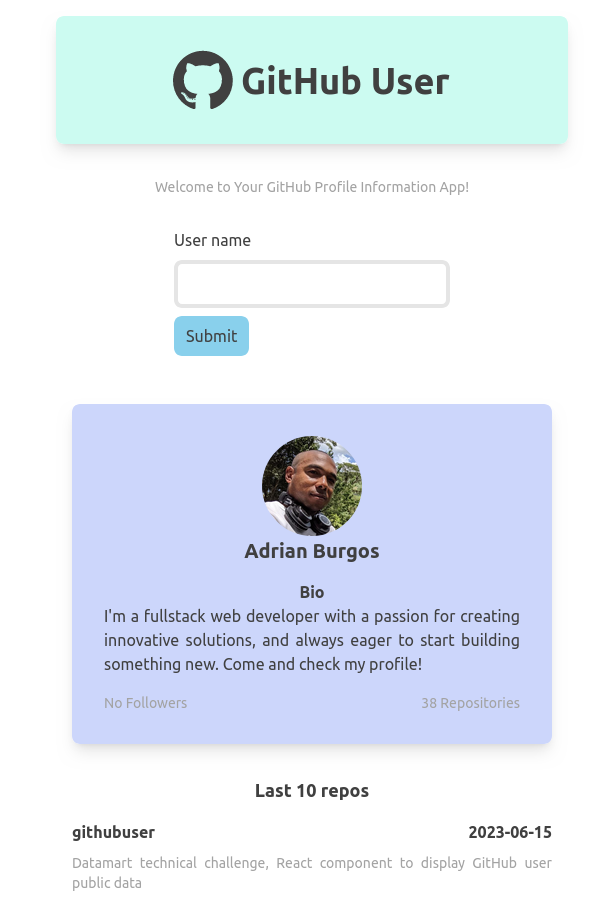 GitHub User
Welcome to Your GitHub Profile Information App!
User name
Submit
Adrian Burgos
Bio
I'm a fullstack web developer with a passion for creating
innovative solutions, and always eager to start building
something new. Come and check my profile!
No Followers 38 Repositories
Last 10 repos
githubuser 2023-06-15
Datamart technical challenge, React component to display GitHub user
public data